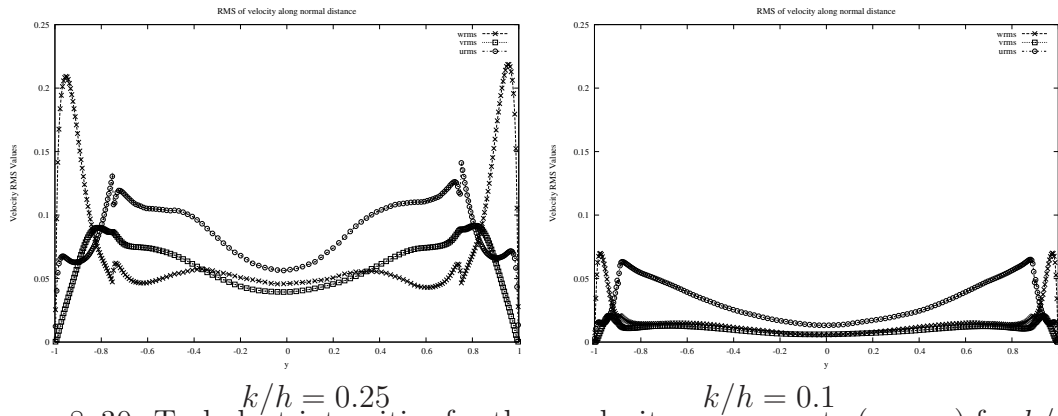 RMS of velocity along normal distance
0.25
0.2
0.15
0.1
0.05
0
Velocity RMS Values
-1 -0.8 -0.6 -0.4 -0.2 0 0.2 0.4 0.6 0.8 1
y
wrms
vrms
urms
k/h = 0.25
RMS of velocity along normal distance
0.25
0.2
0.15
0.1
0.05
0
Velocity RMS Values
-1 -0.8 -0.6 -0.4 -0.2 0 0.2 0.4 0.6 0.8
y
wrms
vrms
urms
k/h = 0.1